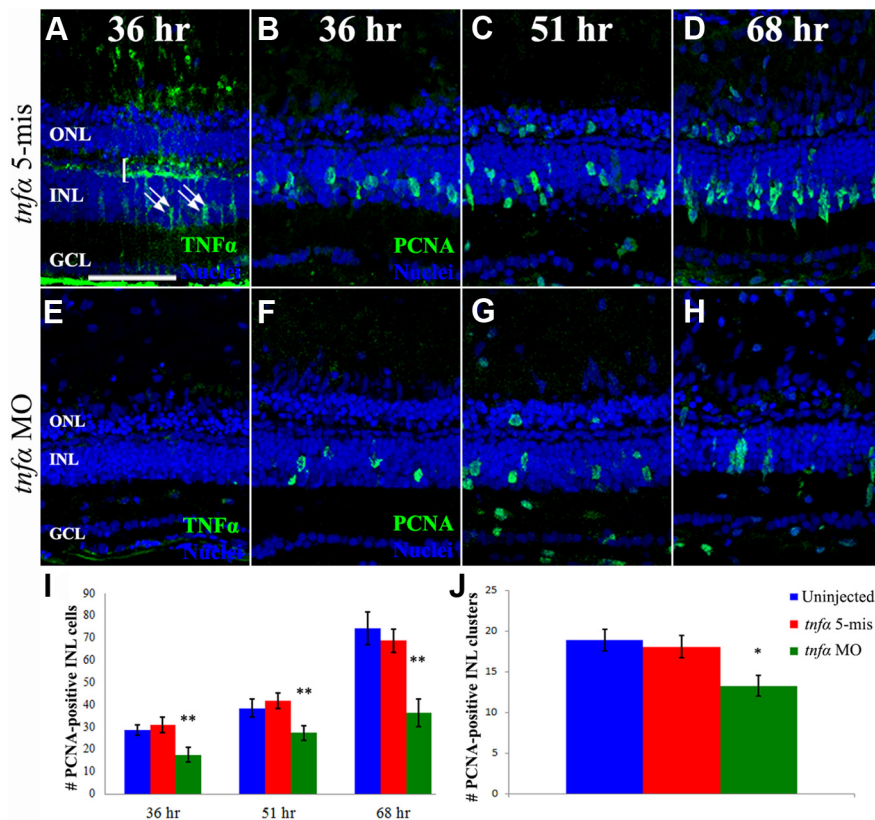 A 36 hr
B 36 hr
C 51 hr
D 68 hr
tnfα 5-mis
ONL
[
INL
GCL
TNFα
Nuclei
PCNA
Nuclei
E
F
G
H
tnfα MO
ONL
INL
GCL
TNFα
Nuclei
PCNA
Nuclei
I
# PCNA-positive INL cells
90
80
70
60
50
40
30
20
10
0
**
**
**
36 hr
51 hr
68 hr
J
# PCNA-positive INL clusters
25
20
15
10
5
0
*
Uninjected
tnfα 5-mis
tnfα MO